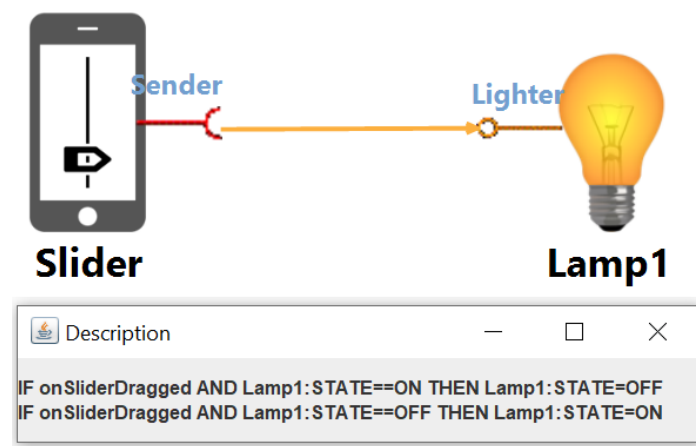 Sender
Lighter
Slider
Lamp1
Description
IF onSliderDragged AND Lamp1:STATE==ON THEN Lamp1:STATE=OFF
IF onSliderDragged AND Lamp1:STATE==OFF THEN Lamp1:STATE=ON